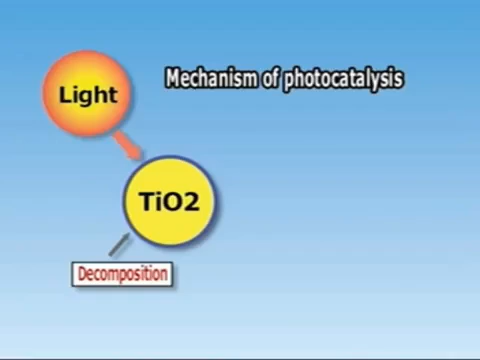 Mechanism of photocatalysis
Light
TiO2
Decomposition